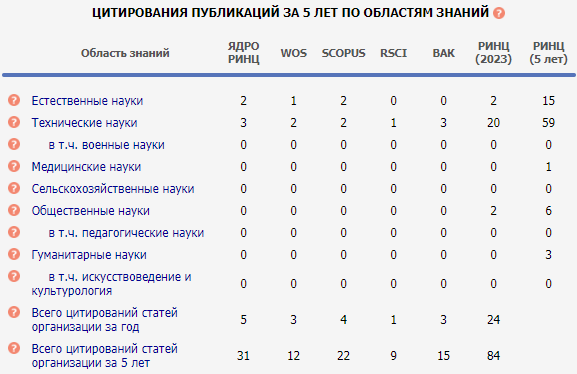 ЦИТИРОВАНИЯ ПУБЛИКАЦИЙ ЗА 5 ЛЕТ ПО ОБЛАСТЯМ ЗНАНИЙ ?
Область знаний ЯДРО РИНЦ WOS SCOPUS RSCI ВАК РИНЦ (2023) РИНЦ (5 лет)
? Естественные науки 2 1 2 0 0 2 15
? Технические науки 3 2 2 1 3 20 59
? в т.ч. военные науки 0 0 0 0 0 0 0
? Медицинские науки 0 0 0 0 0 0 1
? Сельскохозяйственные науки 0 0 0 0 0 0 0
? Общественные науки 0 0 0 0 0 2 6
? в т.ч. педагогические науки 0 0 0 0 0 0 0
? Гуманитарные науки 0 0 0 0 0 0 3
? в т.ч. искусствоведение и
культурология 0 0 0 0 0 0 0
? Всего цитирований статей
организации за год 5 3 4 1 3 24
? Всего цитирований статей
организации за 5 лет 31 12 22 9 15 84